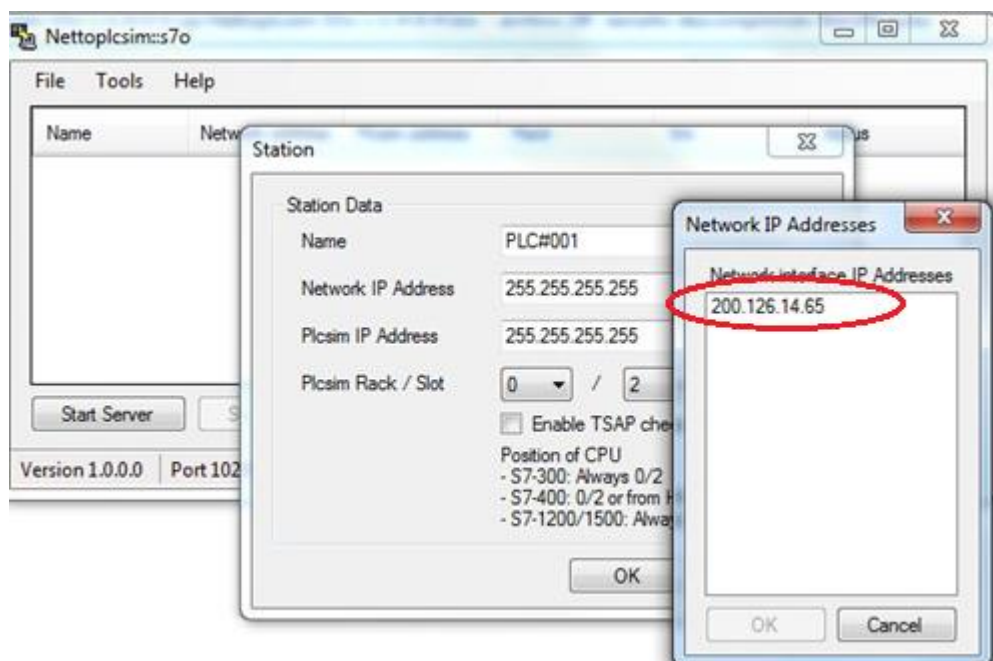 Nettoplcsim::s7o
File Tools Help
Name
Station
Station Data
Name PLC#001
Network IP Address 255.255.255.255
Plcsim IP Address 255.255.255.255
Plcsim Rack / Slot 0 / 2
Enable TSAP
Position of CPU
- S7-300: Always 0/2
- S7-400: 0/2 or from
- S7-1200/1500:
OK
Network IP Addresses
Network interface IP Addresses
200.126.14.65
OK Cancel
Start Server
Version 1.0.0.0 Port 102